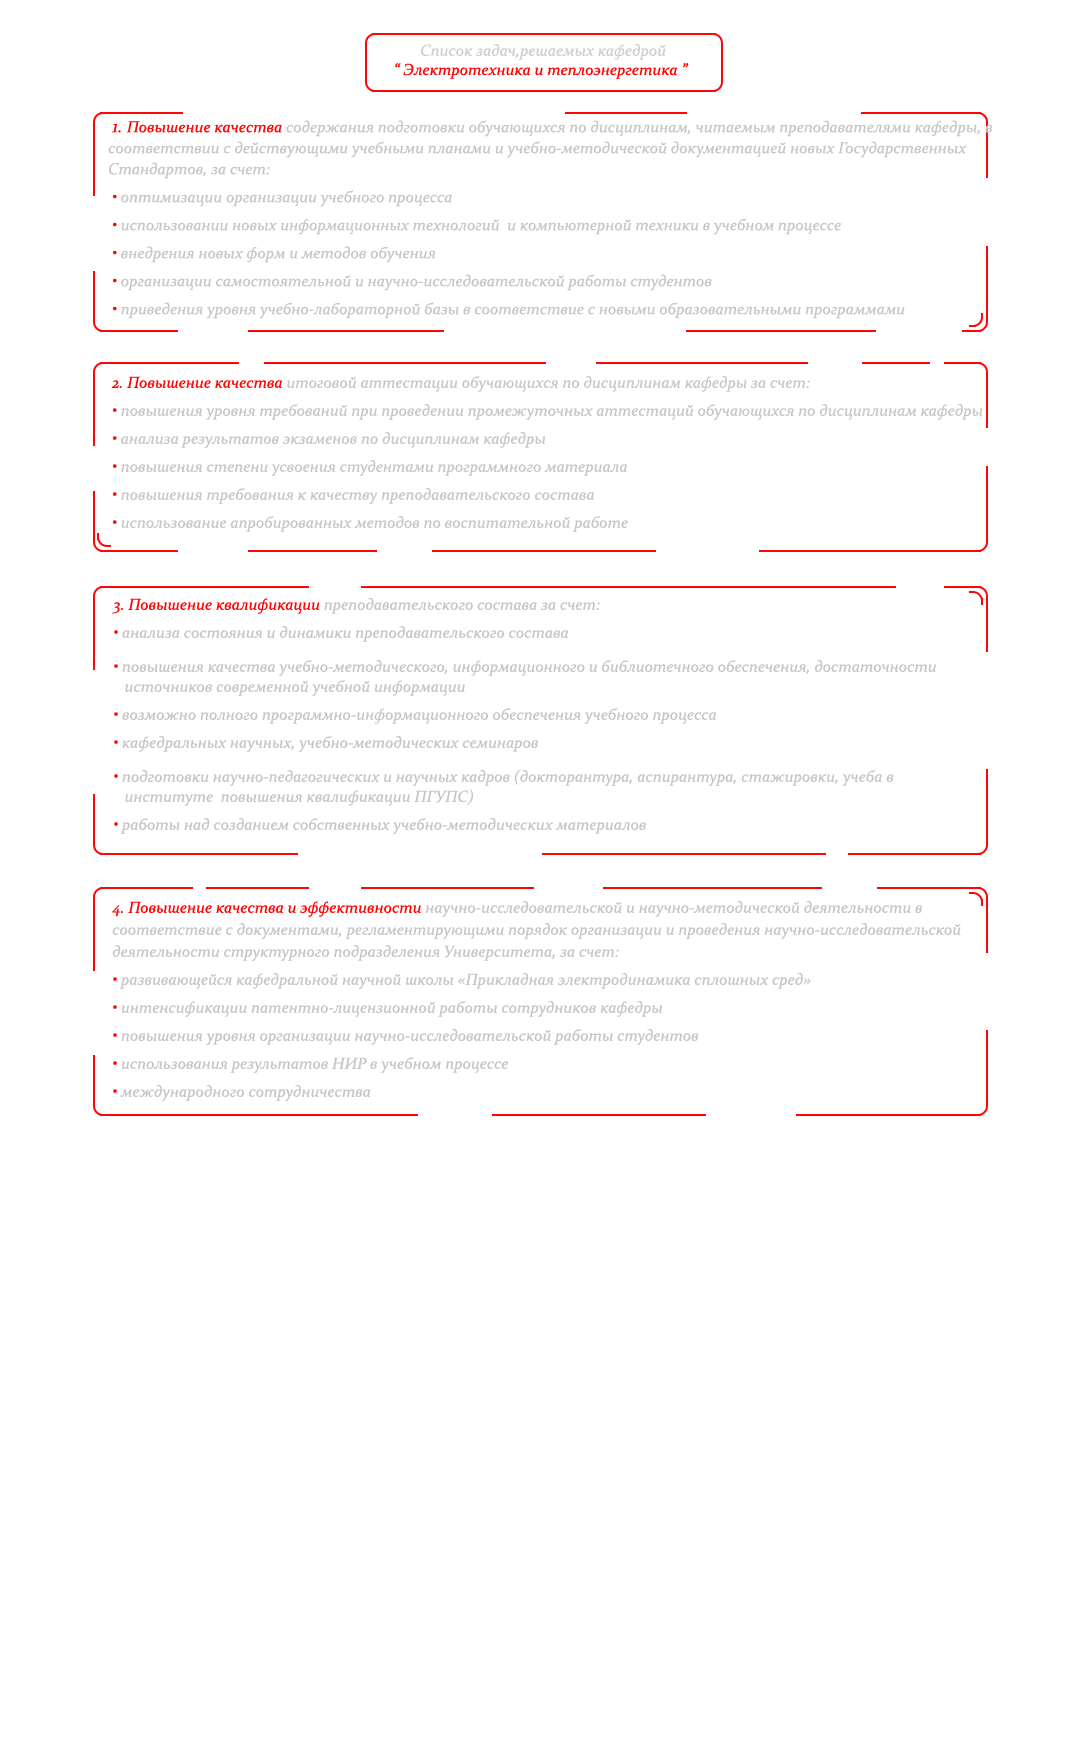 Список задач,решаемых кафедрой
“ Электротехника и теплоэнергетика ”
1. Повышение качества содержания подготовки обучающихся по дисциплинам, читаемым преподавателями кафедры, в
соответствии с действующими учебными планами и учебно-методической документацией новых Государственных
Стандартов, за счет:
• оптимизации организации учебного процесса
• использовании новых информационных технологий и компьютерной техники в учебном процессе
• внедрения новых форм и методов обучения
• организации самостоятельной и научно-исследовательской работы студентов
• приведения уровня учебно-лабораторной базы в соответствие с новыми образовательными программами
2. Повышение качества итоговой аттестации обучающихся по дисциплинам кафедры за счет:
• повышения уровня требований при проведении промежуточных аттестаций обучающихся по дисциплинам кафедры
• анализа результатов экзаменов по дисциплинам кафедры
• повышения степени усвоения студентами программного материала
• повышения требования к качеству преподавательского состава
• использование апробированных методов по воспитательной работе
3. Повышение квалификации преподавательского состава за счет:
• анализа состояния и динамики преподавательского состава
• повышения качества учебно-методического, информационного и библиотечного обеспечения, достаточности
источников современной учебной информации
• возможно полного программно-информационного обеспечения учебного процесса
• кафедральных научных, учебно-методических семинаров
• подготовки научно-педагогических и научных кадров (докторантура, аспирантура, стажировки, учеба в
институте повышения квалификации ПГУПС)
• работы над созданием собственных учебно-методических материалов
4. Повышение качества и эффективности научно-исследовательской и научно-методической деятельности в
соответствие с документами, регламентирующими порядок организации и проведения научно-исследовательской
деятельности структурного подразделения Университета, за счет:
• развивающейся кафедральной научной школы «Прикладная электродинамика сплошных сред»
• интенсификации патентно-лицензионной работы сотрудников кафедры
• повышения уровня организации научно-исследовательской работы студентов
• использования результатов НИР в учебном процессе
• международного сотрудничества